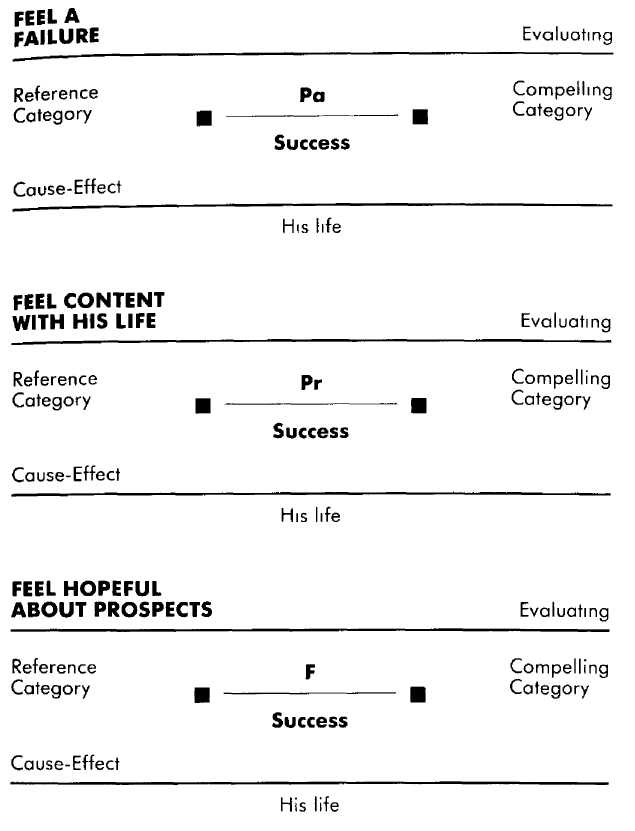 FEEL A
FAILURE
Evaluating
Reference
Category
Pa
Compelling
Category
Success
Cause-Effect
His life
FEEL CONTENT
WITH HIS LIFE
Evaluating
Reference
Category
Pr
Compelling
Category
Success
Cause-Effect
His life
FEEL HOPEFUL
ABOUT PROSPECTS
Evaluating
Reference
Category
F
Compelling
Category
Success
Cause-Effect
His life